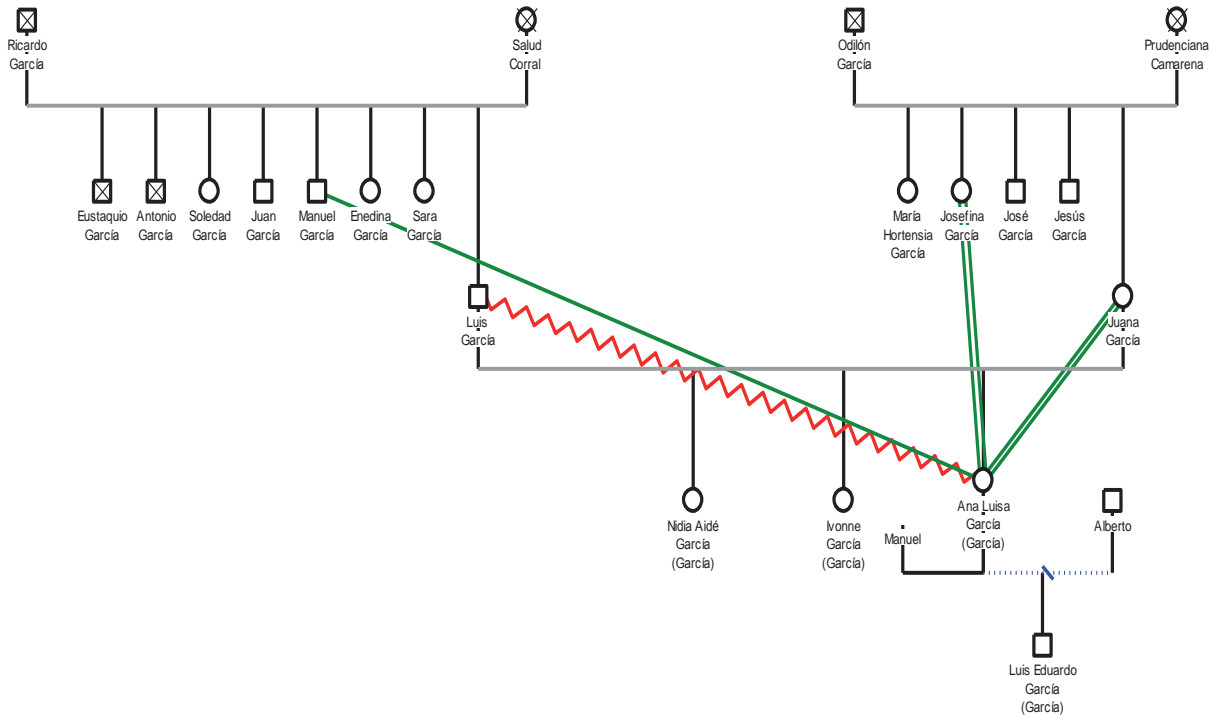 Ricardo
García
Salud
Corral
Odilón
García
Prudenciana
Camarena
Eustaquio
García
Antonio
García
Soledad
García
Juan
García
Manuel
García
Enedina
García
Sara
García
María
Hortensia
García
Josefina
García
José
García
Jesús
García
Luis
García
Juana
García
Nidia Aidé
García
(García)
Ivonne
García
(García)
Ana Luisa
García
(García)
Manuel
Alberto
Luis Eduardo
García
(García)